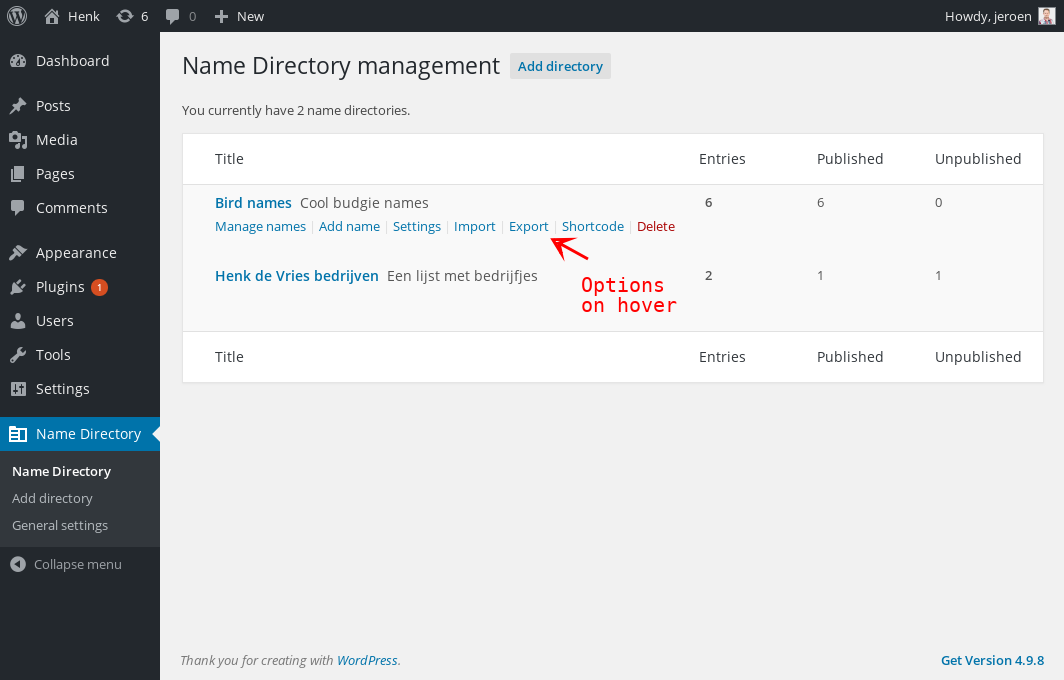 Henk 6 0 New Howdy, jeroen
Dashboard
Posts
Media
Pages
Comments
Appearance
Plugins 1
Users
Tools
Settings
Name Directory
Name Directory
Add directory
General settings
Collapse menu
Name Directory management Add directory
You currently have 2 name directories.
Title Entries Published Unpublished
Bird names Cool budgie names 6 6 0
Manage names | Add name | Settings | Import | Export | Shortcode | Delete
Henk de Vries bedrijven Een lijst met bedrijfjes 2 1 1
Options
on hover
Title Entries Published Unpublished
Thank you for creating with WordPress. Get Version 4.9.8